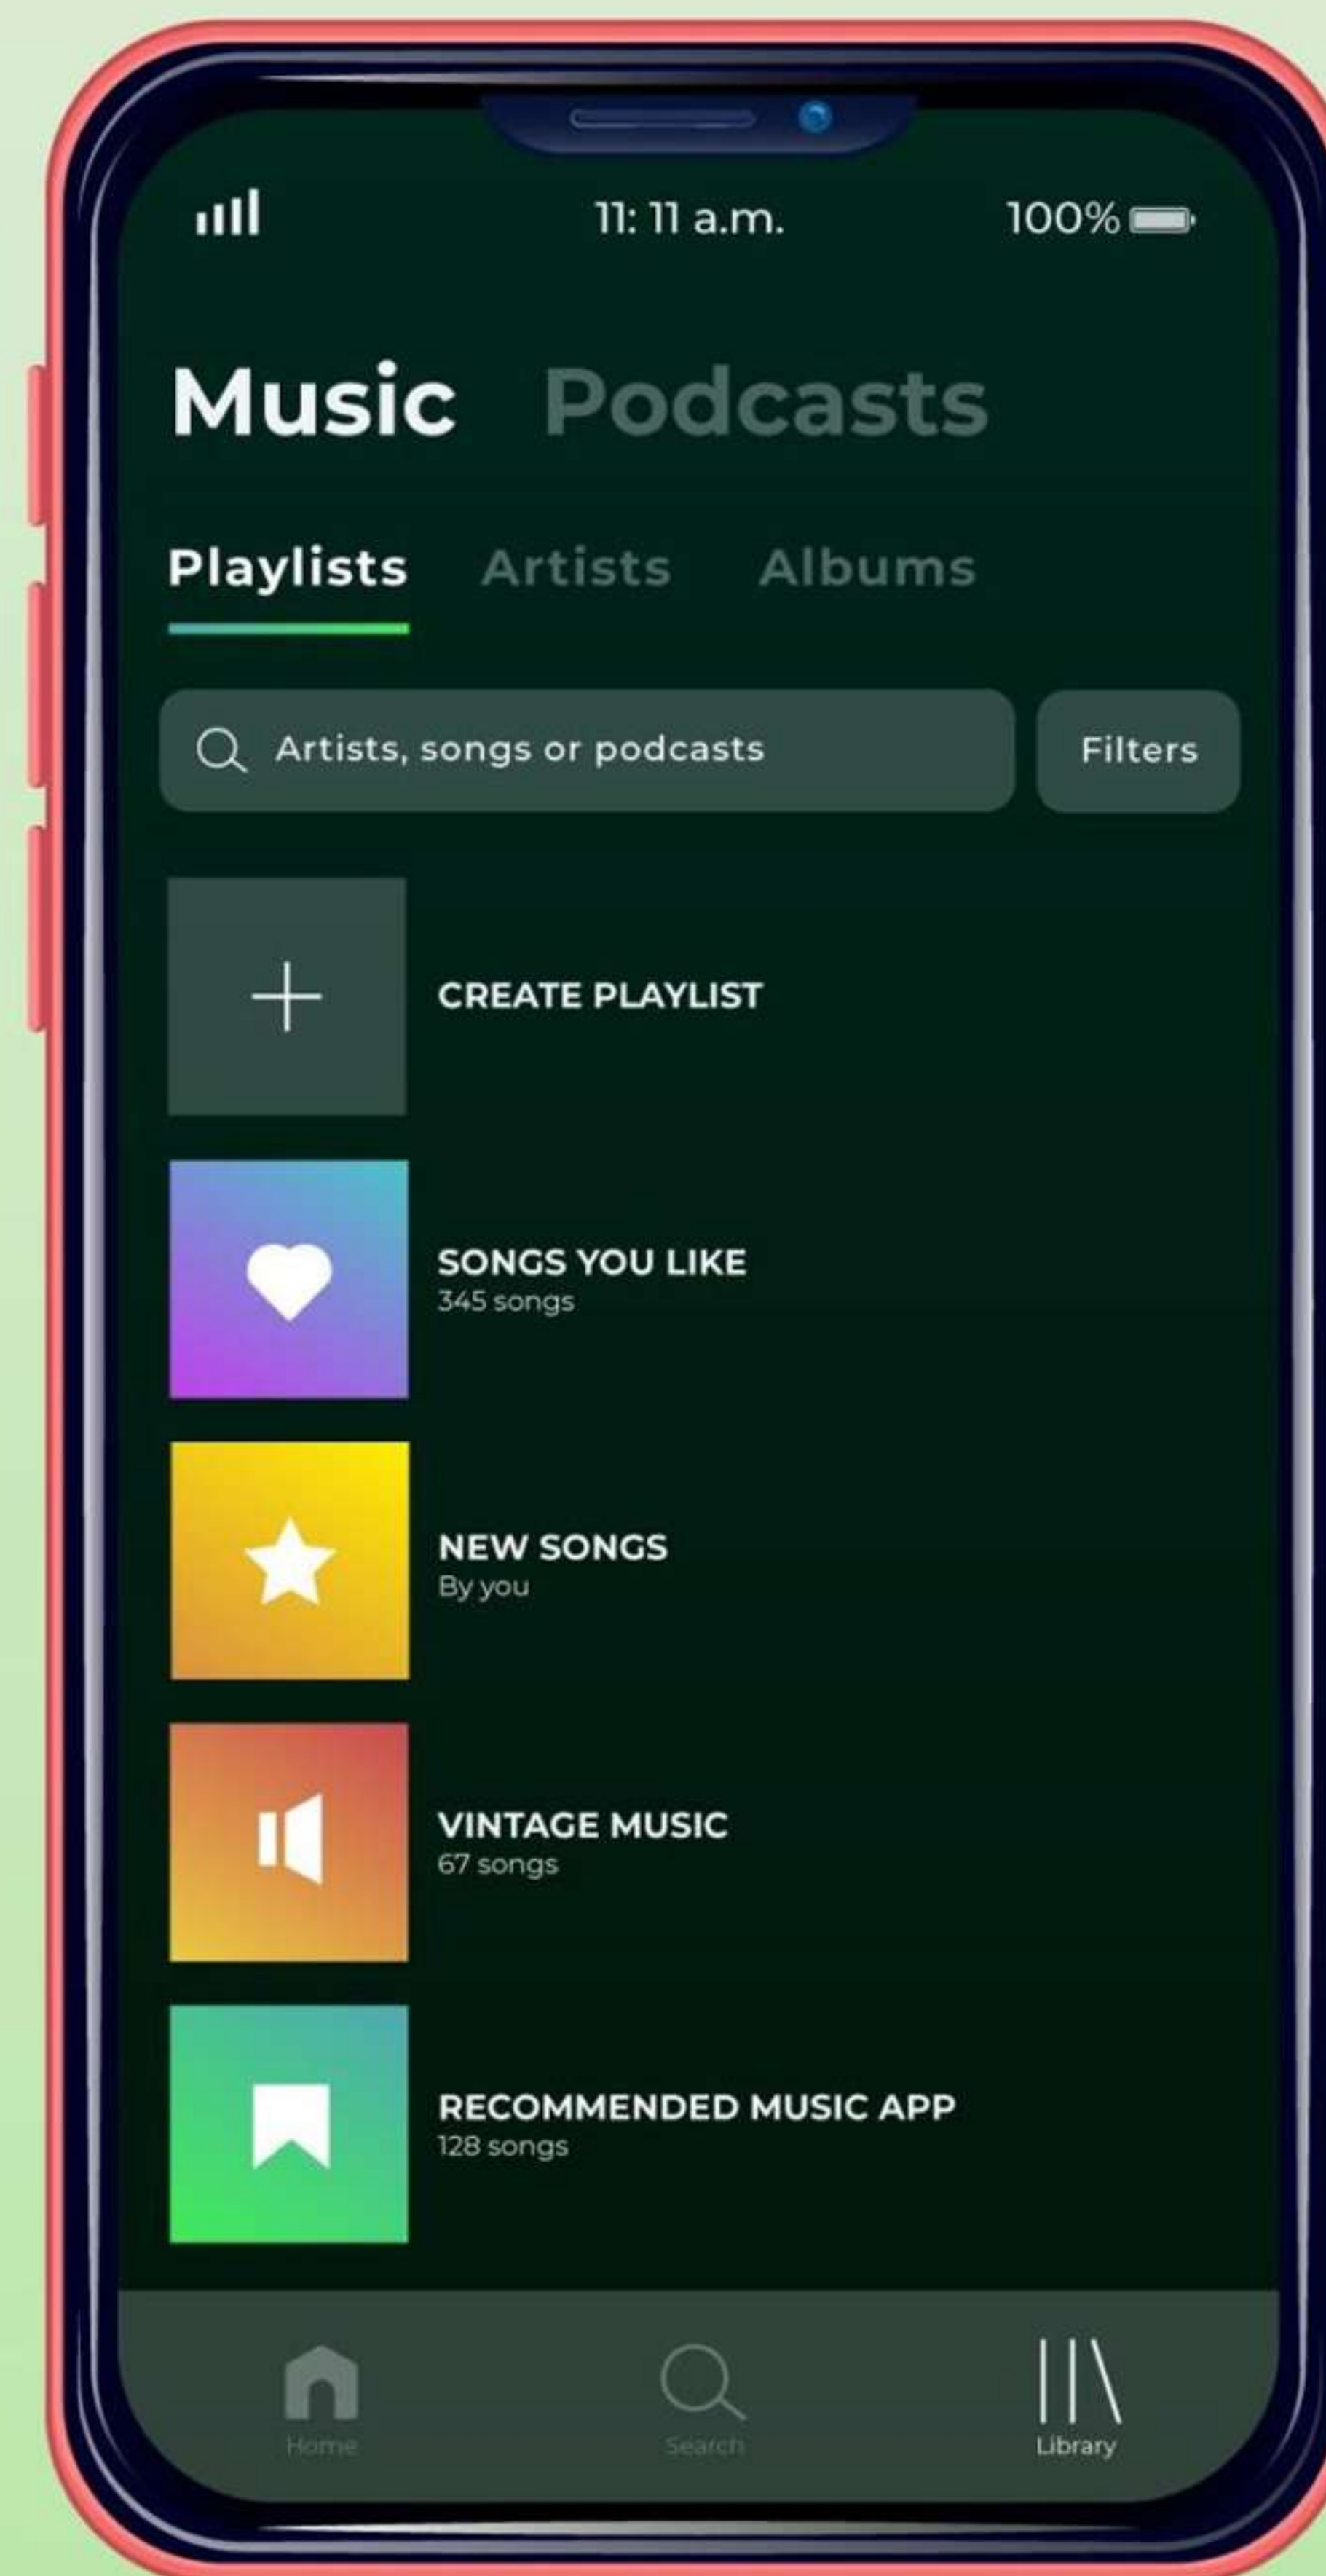 11: 11 a.m. 100%
Music Podcasts
Playlists Artists Albums
Artists, songs or podcasts Filters
CREATE PLAYLIST
SONGS YOU LIKE
345 songs
NEW SONGS
By you
VINTAGE MUSIC
67 songs
RECOMMENDED MUSIC APP
128 songs
Home Search Library